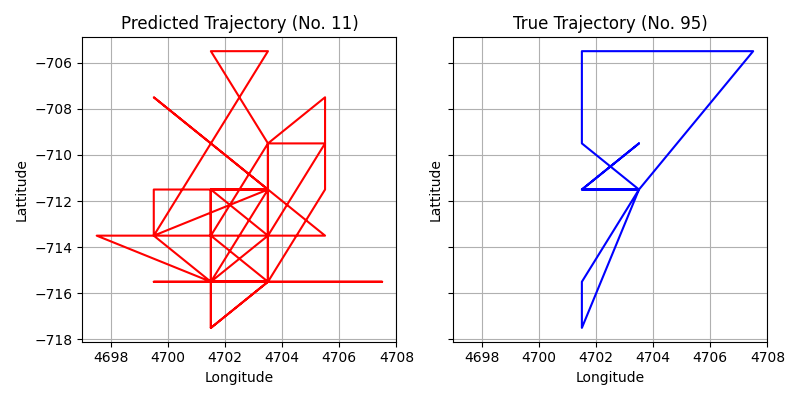 Predicted Trajectory (No. 11)
True Trajectory (No. 95)
−706
−708
−710
−712
−714
−716
−718
Lattitude
Lattitude
4698 4700 4702 4704 4706 4708
4698 4700 4702 4704 4706 4708
Longitude
Longitude